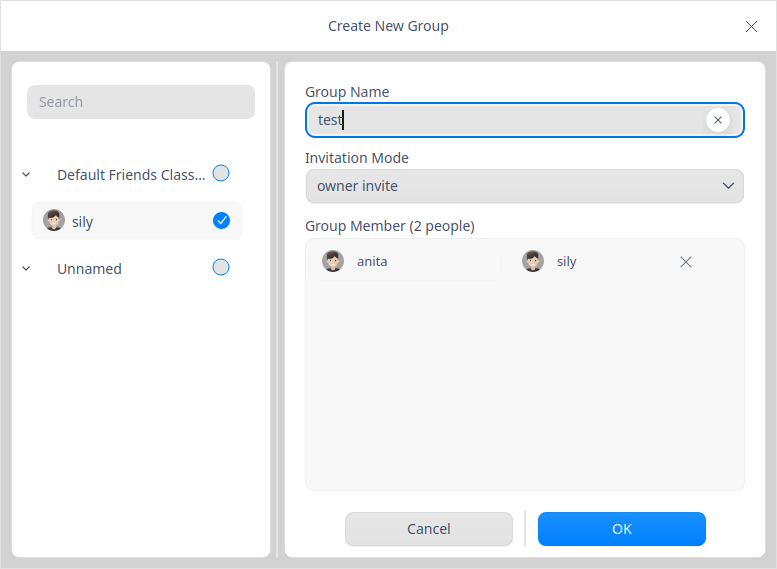 Create New Group
Search
Default Friends Class...
sily
Unnamed
Group Name
test
Invitation Mode
owner invite
Group Member (2 people)
anita
sily
Cancel
OK